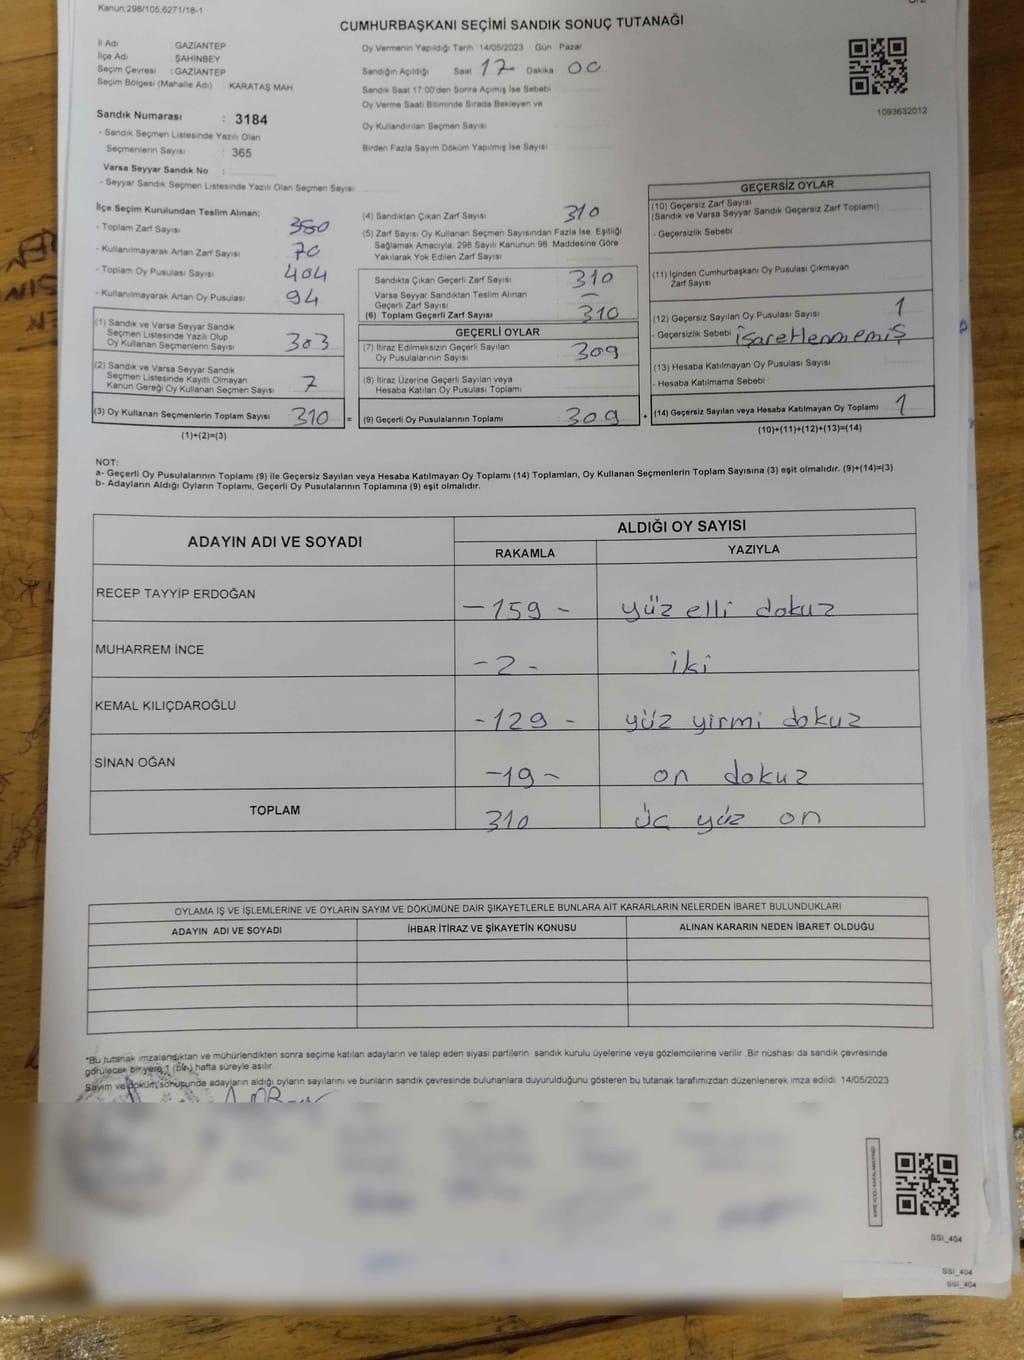 Kanun:298/105,6271/18-1
CUMHURBAŞKANI SEÇİMİ SANDIK SONUÇ TUTANAĞI
İl Adı : GAZİANTEP
İlçe Adı : ŞAHİNBEY
Seçim Çevresi : GAZİANTEP
Seçim Bölgesi (Mahalle Adı) : KARATAŞ MAH.
Sandık Numarası : 3184
- Sandık Seçmen Listesinde Yazılı Olan
Seçmenlerin Sayısı : 365
Varsa Seyyar Sandık No :
- Seyyar Sandık Seçmen Listesinde Yazılı Olan Seçmen Sayısı
Oy Vermenin Yapıldığı Tarih 14/05/2023 Gün Pazar
Sandığın Açıldığı Saat 17 Dakika 00
Sandık Saat 17:00'den Sonra Açımış İse Sebebi
Oy Verme Saati Bitiminde Sırada Bekleyen ve
Oy Kullandırılan Seçmen Sayısı
Birden Fazla Sayım Döküm Yapılmış İse Sayısı
1093632012
İlçe Seçim Kurulundan Teslim Alınan;
- Toplam Zarf Sayısı 380
- Kullanılmayarak Artan Zarf Sayısı 70
- Toplam Oy Pusulası Sayısı 404
- Kullanılmayarak Artan Oy Pusulası 94
(1) Sandık ve Varsa Seyyar Sandık
Seçmen Listesinde Yazılı Olup
Oy Kullanan Seçmenlerin Sayısı 303
(2) Sandık ve Varsa Seyyar Sandık
Seçmen Listesinde Kayıtlı Olmayan
Kanun Gereği Oy Kullanan Seçmen Sayısı 7
(3) Oy Kullanan Seçmenlerin Toplam Sayısı 310 =
(1)+(2)=(3)
(4) Sandıktan Çıkan Zarf Sayısı 310
(5) Zarf Sayısı Oy Kullanan Seçmen Sayısından Fazla İse, Eşitliği
Sağlamak Amacıyla, 298 Sayılı Kanunun 98. Maddesine Göre
Yakılarak Yok Edilen Zarf Sayısı
Sandıkta Çıkan Geçerli Zarf Sayısı 310
Varsa Seyyar Sandıktan Teslim Alınan
Geçerli Zarf Sayısı –
(6) Toplam Geçerli Zarf Sayısı 310
GEÇERLİ OYLAR
(7) İtiraz Edilmeksizin Geçerli Sayılan
Oy Pusulalarının Sayısı 309
(8) İtiraz Üzerine Geçerli Sayılan veya
Hesaba Katılan Oy Pusulası Toplamı
(9) Geçerli Oy Pusulalarının Toplamı 309 +
GEÇERSİZ OYLAR
(10) Geçersiz Zarf Sayısı
(Sandık ve Varsa Seyyar Sandık Geçersiz Zarf Toplamı)
- Geçersizlik Sebebi
(11) İçinden Cumhurbaşkanı Oy Pusulası Çıkmayan
Zarf Sayısı
(12) Geçersiz Sayılan Oy Pusulası Sayısı 1
- Geçersizlik Sebebi işaretlenmemiş
(13) Hesaba Katılmayan Oy Pusulası Sayısı
- Hesaba Katılmama Sebebi
(14) Geçersiz Sayılan veya Hesaba Katılmayan Oy Toplamı 1
(10)+(11)+(12)+(13)=(14)
NOT:
a- Geçerli Oy Pusulalarının Toplamı (9) ile Geçersiz Sayılan veya Hesaba Katılmayan Oy Toplamı (14) Toplamları, Oy Kullanan Seçmenlerin Toplam Sayısına (3) eşit olmalıdır. (9)+(14)=(3)
b- Adayların Aldığı Oyların Toplamı, Geçerli Oy Pusulalarının Toplamına (9) eşit olmalıdır.
ADAYIN ADI VE SOYADI ALDIĞI OY SAYISI
RAKAMLA YAZIYLA
RECEP TAYYİP ERDOĞAN – 159 – yüz elli dokuz
MUHARREM İNCE – 2 – iki
KEMAL KILIÇDAROĞLU – 129 – yüz yirmi dokuz
SİNAN OĞAN – 19 – on dokuz
TOPLAM 310 üç yüz on
OYLAMA İŞ VE İŞLEMLERİNE VE OYLARIN SAYIM VE DÖKÜMÜNE DAİR ŞİKAYETLERLE BUNLARA AİT KARARLARIN NELERDEN İBARET BULUNDUKLARI
ADAYIN ADI VE SOYADI İHBAR İTİRAZ VE ŞİKAYETİN KONUSU ALINAN KARARIN NEDEN İBARET OLDUĞU
*Bu tutanak imzalandıktan ve mühürlendikten sonra seçime katılan adayların ve talep eden siyasi partilerin sandık kurulu üyelerine veya gözlemcilerine verilir .Bir nüshası da sandık çevresinde
görülecek bir yere 1 (bir) hafta süreyle asılır.
Sayım ve döküm sonuşunda adayların aldığı oyların sayılarını ve bunların sandık çevresinde bulunanlara duyurulduğunu gösteren bu tutanak tarafımızdan düzenlenerek imza edildi. 14/05/2023
SSI_404
SSI_404
SSI_404